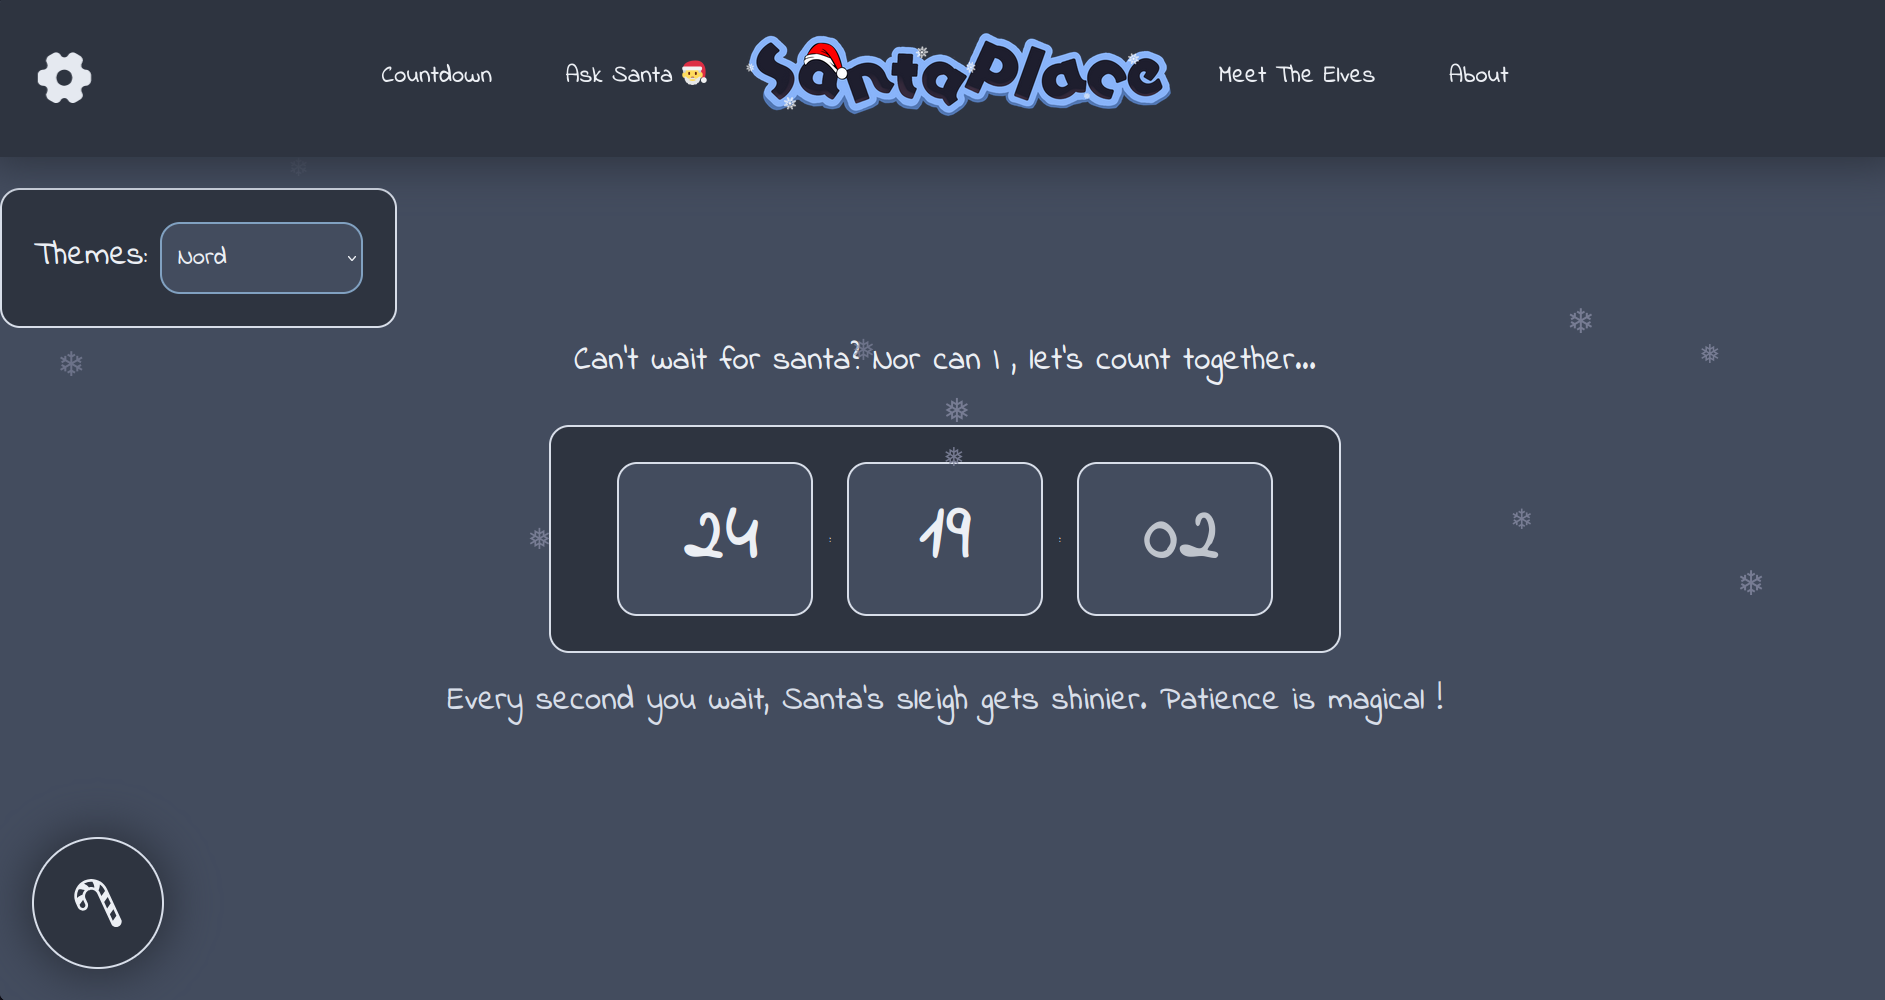 Countdown
Ask Santa 🎅
SantaPlace
Meet The Elves
About
Themes:
Nord
Can't wait for santa? Nor can I , let's count together...
24 : 19 : 02
Every second you wait, Santa's sleigh gets shinier. Patience is magical !